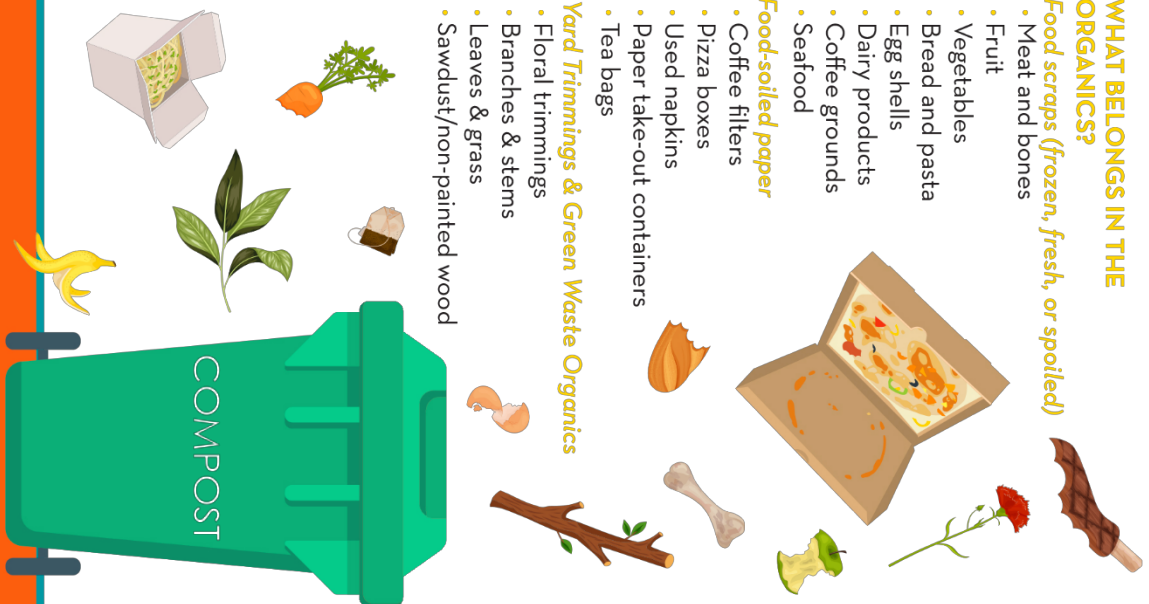 WHAT BELONGS IN THE
ORGANICS?
Food scraps (frozen, fresh, or spoiled)
• Meat and bones
• Fruit
• Vegetables
• Bread and pasta
• Egg shells
• Dairy products
• Coffee grounds
• Seafood
Food-soiled paper
• Coffee filters
• Pizza boxes
• Used napkins
• Paper take-out containers
• Tea bags
Yard Trimmings & Green Waste Organics
• Floral trimmings
• Branches & stems
• Leaves & grass
• Sawdust/non-painted wood
COMPOST